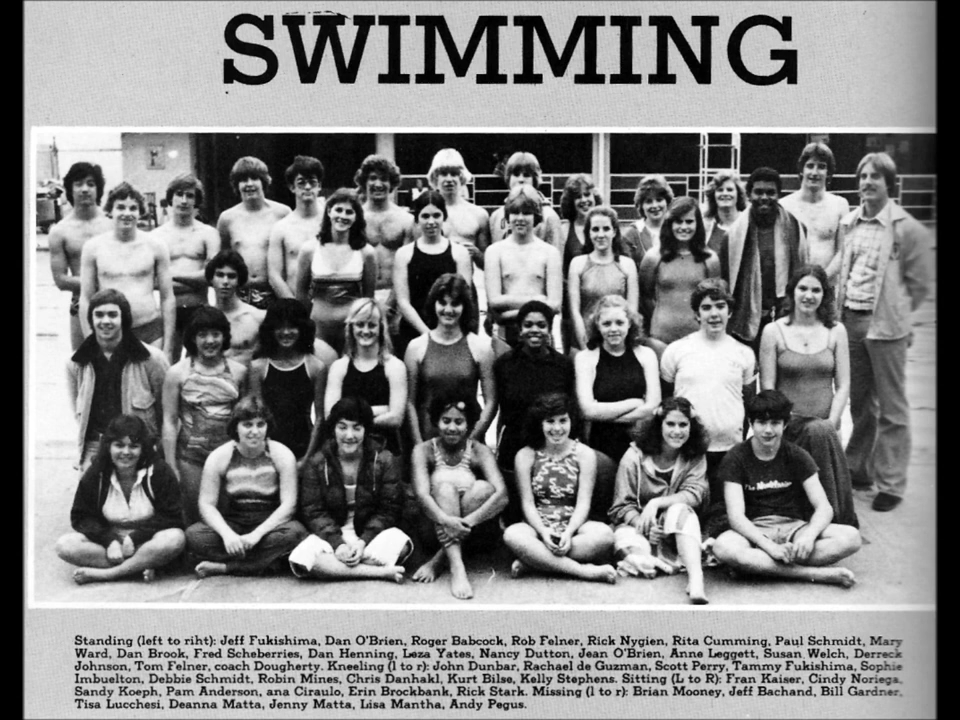 SWIMMING
The
Standing (left to riht): Jeff Fukishima, Dan O'Brien, Roger Babcock, Rob Felner, Rick Nygien, Rita Cumming, Paul Schmidt, Mary
Ward, Dan Brook, Fred Scheberries, Dan Henning, Leza Yates, Nancy Dutton, Jean O'Brien, Anne Leggett, Susan Welch, Derreck
Johnson, Tom Felner, coach Dougherty. Kneeling (l to r): John Dunbar, Rachael de Guzman, Scott Perry, Tammy Fukishima, Sophie
Imbuelton, Debbie Schmidt, Robin Mines, Chris Danhakl, Kurt Bilse, Kelly Stephens. Sitting (L to R): Fran Kaiser, Cindy Noriega,
Sandy Koeph, Pam Anderson, ana Ciraulo, Erin Brockbank, Rick Stark. Missing (l to r): Brian Mooney, Jeff Bachand, Bill Gardner,
Tisa Lucchesi, Deanna Matta, Jenny Matta, Lisa Mantha, Andy Pegus.